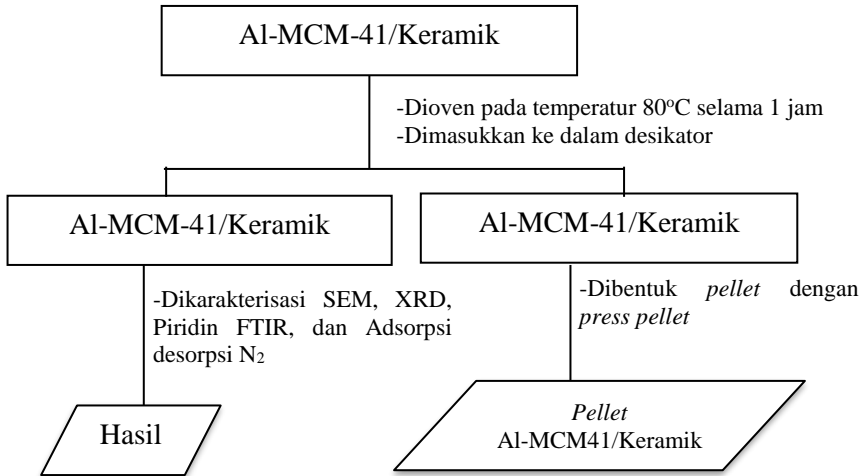 Al-MCM-41/Keramik
-Dioven pada temperatur 80°C selama 1 jam
-Dimasukkan ke dalam desikator
Al-MCM-41/Keramik
Al-MCM-41/Keramik
-Dikarakterisasi SEM, XRD,
Piridin FTIR, dan Adsorpsi
desorpsi N₂
-Dibentuk pellet dengan
press pellet
Hasil
Pellet
Al-MCM41/Keramik